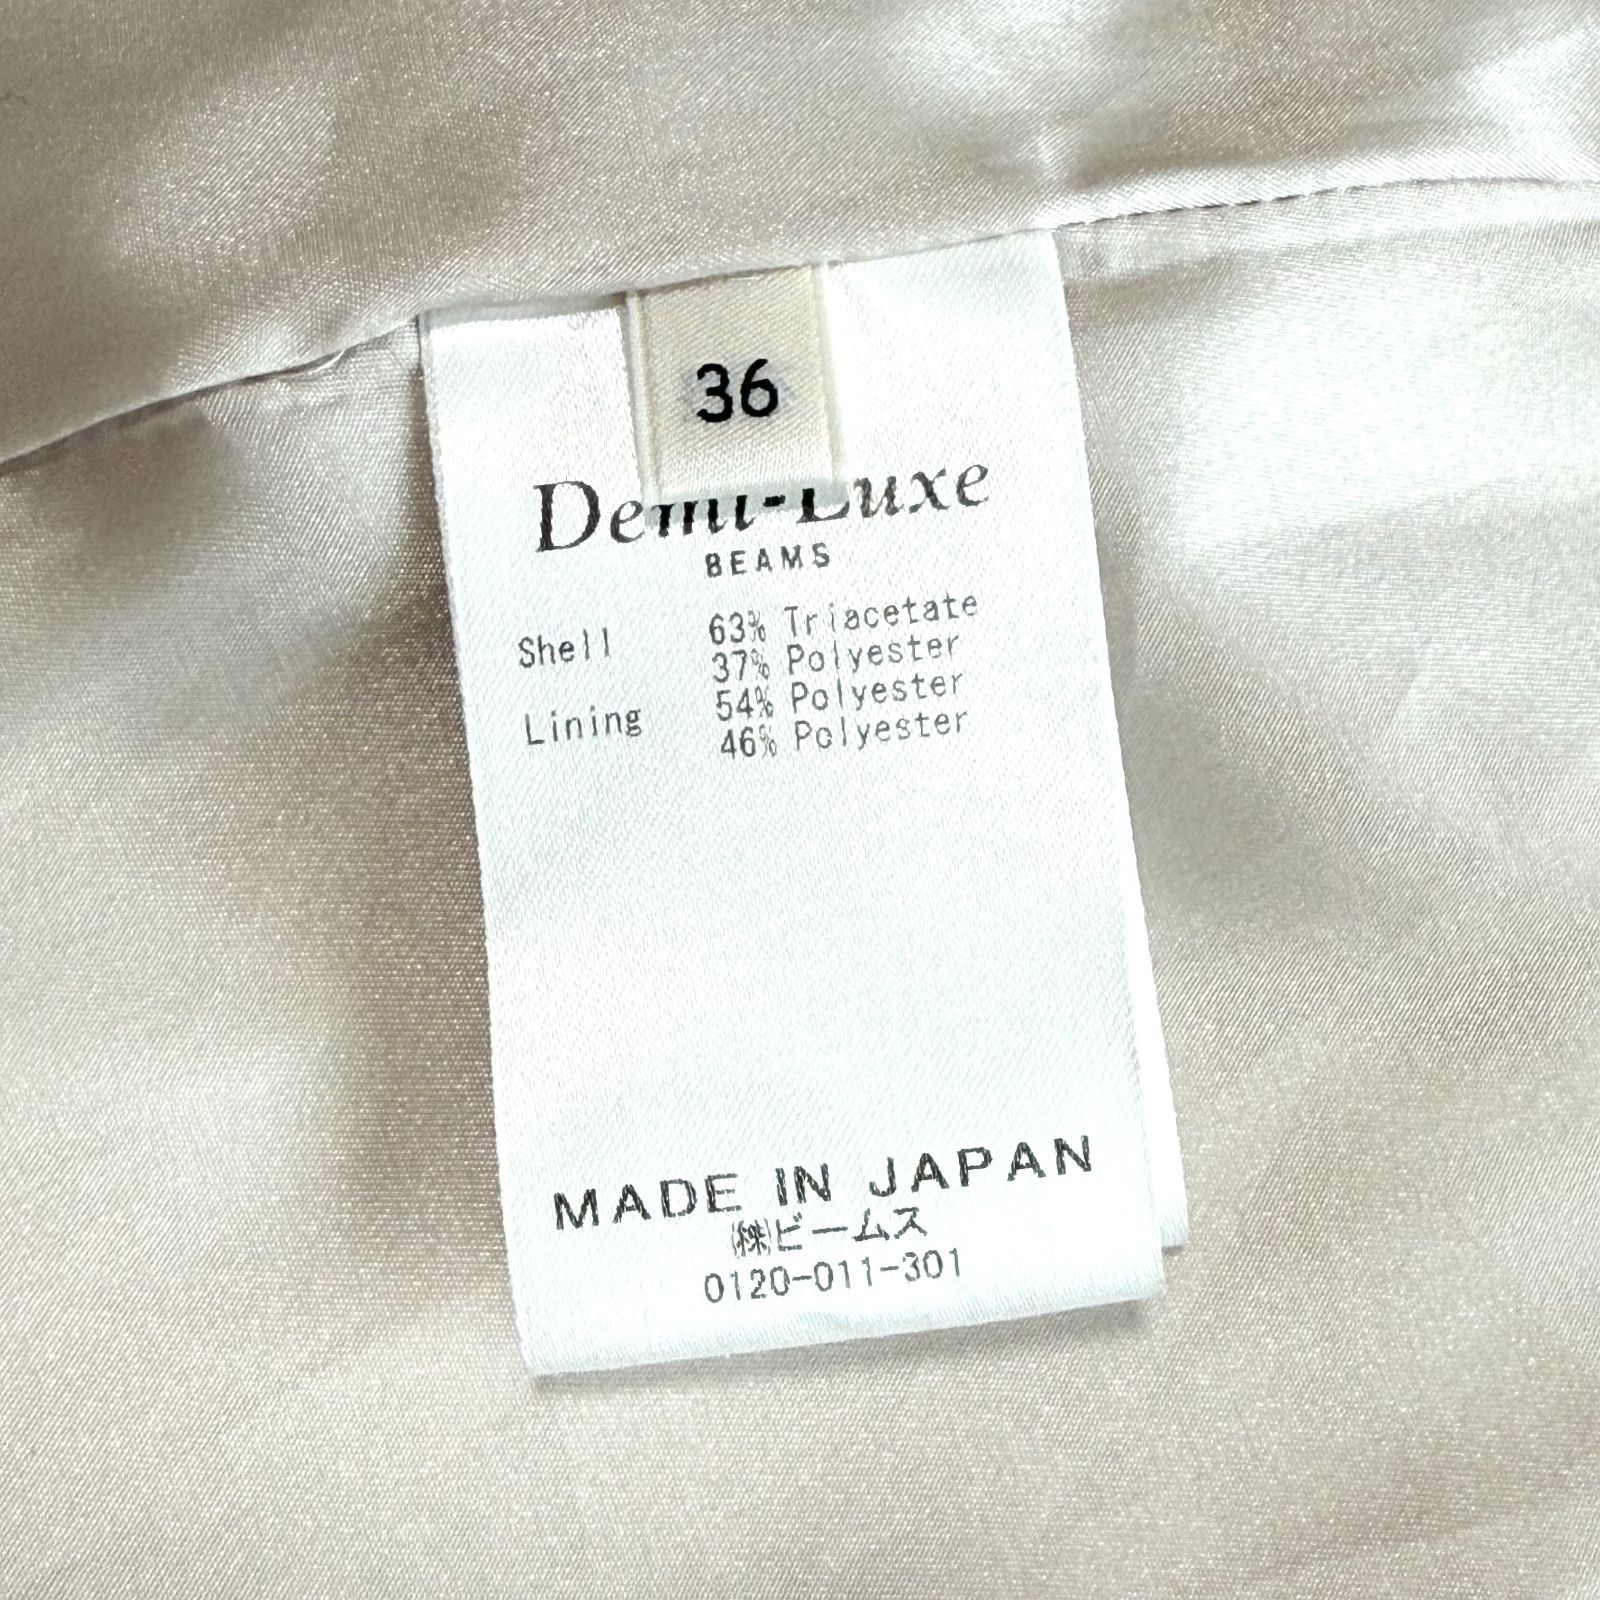 36
Demi-Luxe
BEAMS
Shell 63% Triacetate
37% Polyester
Lining 54% Polyester
46% Polyester
MADE IN JAPAN
㈱ビームス
0120-011-301